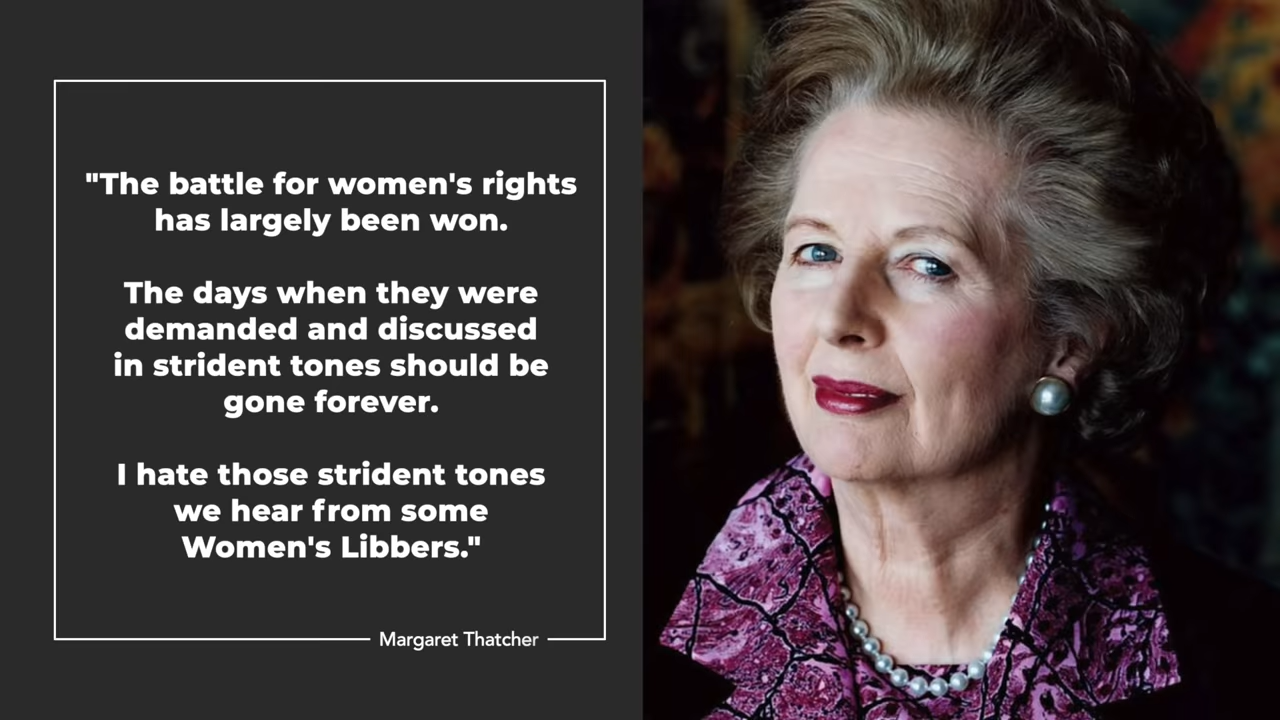 "The battle for women's rights
has largely been won.
The days when they were
demanded and discussed
in strident tones should be
gone forever.
I hate those strident tones
we hear from some
Women's Libbers."
Margaret Thatcher